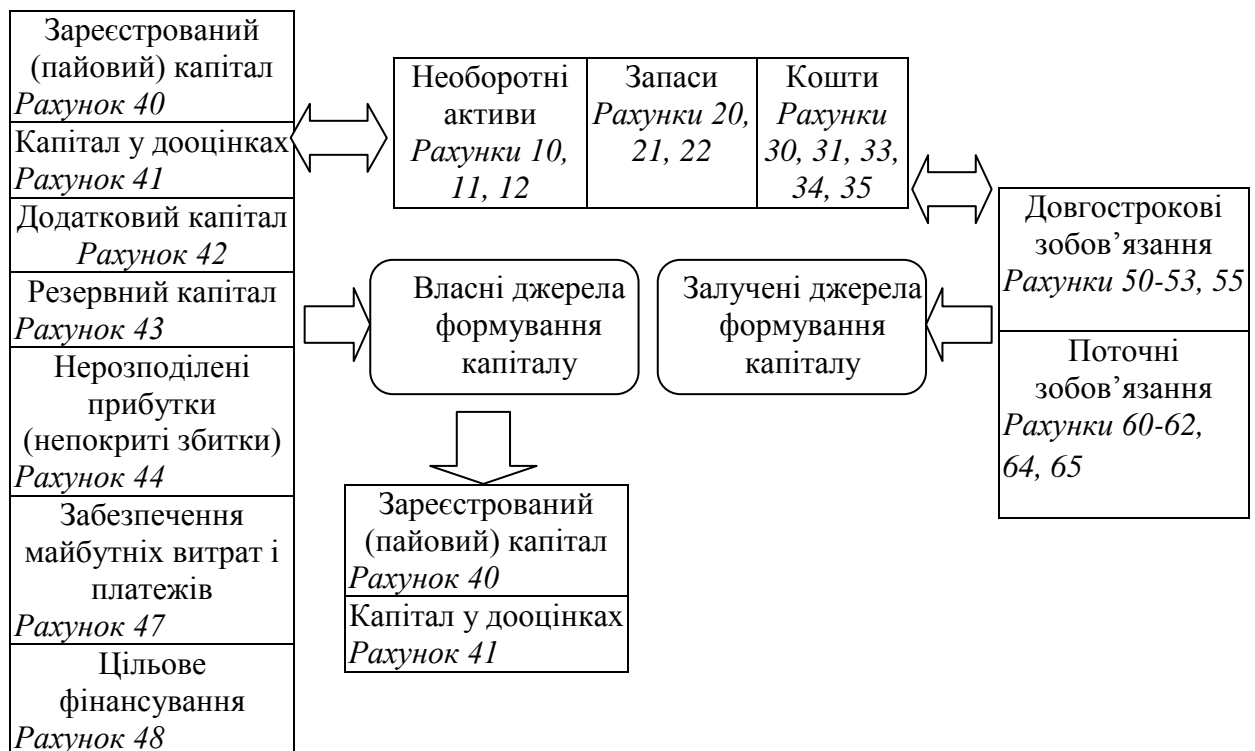 Зареєстрований
(пайовий) капітал
Рахунок 40
Капітал у дооцінках
Рахунок 41
Додатковий капітал
Рахунок 42
Резервний капітал
Рахунок 43
Нерозподілені
прибутки
(непокриті збитки)
Рахунок 44
Забезпечення
майбутніх витрат і
платежів
Рахунок 47
Цільове
фінансування
Рахунок 48
Необоротні
активи
Рахунки 10,
11, 12
Запаси
Рахунки 20,
21, 22
Кошти
Рахунки
30, 31, 33,
34, 35
Власні джерела
формування
капіталу
Залучені джерела
формування
капіталу
Довгострокові
зобов’язання
Рахунки 50-53, 55
Поточні
зобов’язання
Рахунки 60-62,
64, 65
Зареєстрований
(пайовий) капітал
Рахунок 40
Капітал у дооцінках
Рахунок 41